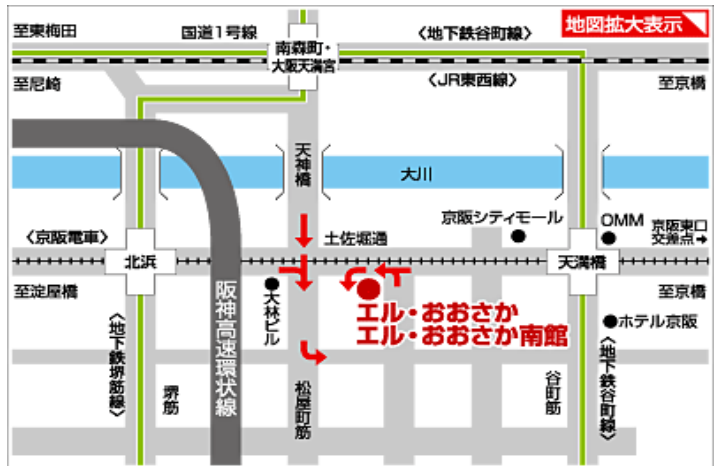 地図拡大表示
至東梅田
国道1号線
〈地下鉄谷町線〉
南森町・
大阪天満宮
至尼崎
〈JR東西線〉
至京橋
天神橋
大川
京阪シティモール
OMM
京阪東口
交差点→
〈京阪電車〉
土佐堀通
北浜
天満橋
至淀屋橋
大林ビル
至京橋
エル・おおさか
エル・おおさか南館
ホテル京阪
阪神高速環状線
〈地下鉄堺筋線〉
堺筋
松屋町筋
谷町筋
〈地下鉄谷町線〉